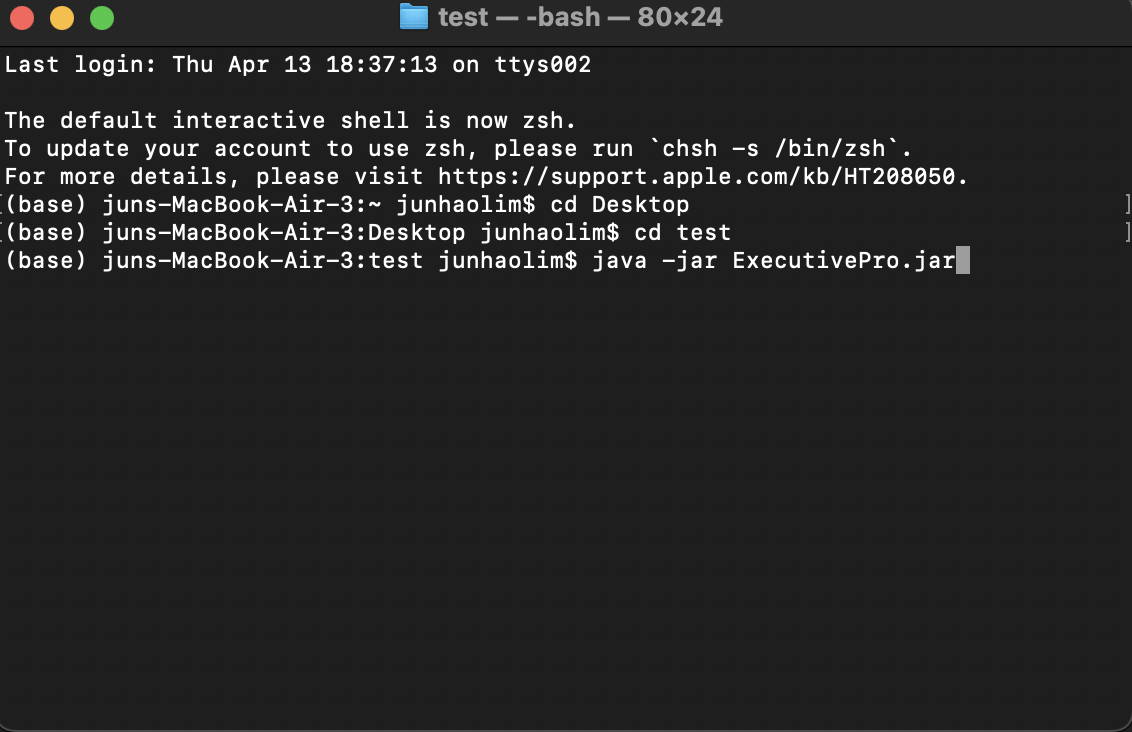 test — -bash — 80×24
Last login: Thu Apr 13 18:37:13 on ttys002
The default interactive shell is now zsh.
To update your account to use zsh, please run `chsh -s /bin/zsh`.
For more details, please visit https://support.apple.com/kb/HT208050.
[(base) juns-MacBook-Air-3:~ junhaolim$ cd Desktop ]
[(base) juns-MacBook-Air-3:Desktop junhaolim$ cd test ]
(base) juns-MacBook-Air-3:test junhaolim$ java -jar ExecutivePro.jar